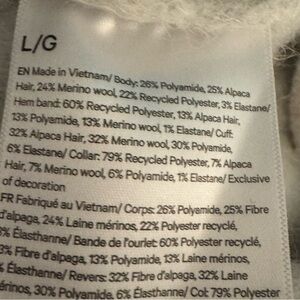 L/G
EN Made in Vietnam/ Body: 26% Polyamide, 25% Alpaca
Hair, 24% Merino wool, 22% Recycled Polyester, 3% Elastane/
Hem band: 60% Recycled Polyester, 13% Alpaca Hair,
13% Polyamide, 13% Merino wool, 1% Elastane/ Cuff:
32% Alpaca Hair, 32% Merino wool, 30% Polyamide,
6% Elastane/ Collar: 79% Recycled Polyester, 7% Alpaca
Hair, 7% Merino wool, 6% Polyamide, 1% Elastane/ Exclusive
of decoration
FR Fabriqué au Vietnam/ Corps: 26% Polyamide, 25% Fibre
d'alpaga, 24% Laine mérinos, 22% Polyester recyclé,
% Élasthanne/ Bande de l'ourlet: 60% Polyester recyclé,
3% Fibre d'alpaga, 13% Polyamide, 13% Laine mérinos,
% Élasthanne/ Revers: 32% Fibre d'alpaga, 32% Laine
érinos, 30% Polyamide, 6% Élasthanne/ Col: 79% Polyester